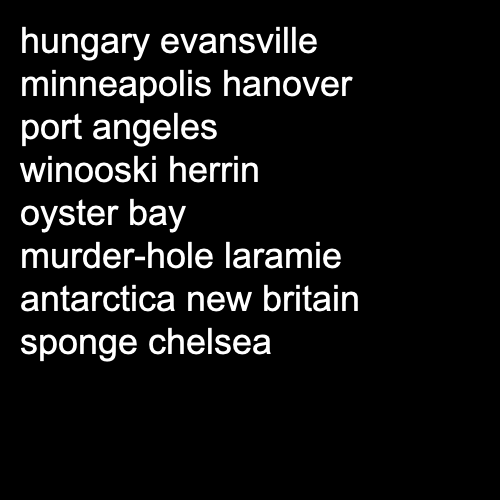 hungary evansville
minneapolis hanover
port angeles
winooski herrin
oyster bay
murder-hole laramie
antarctica new britain
sponge chelsea